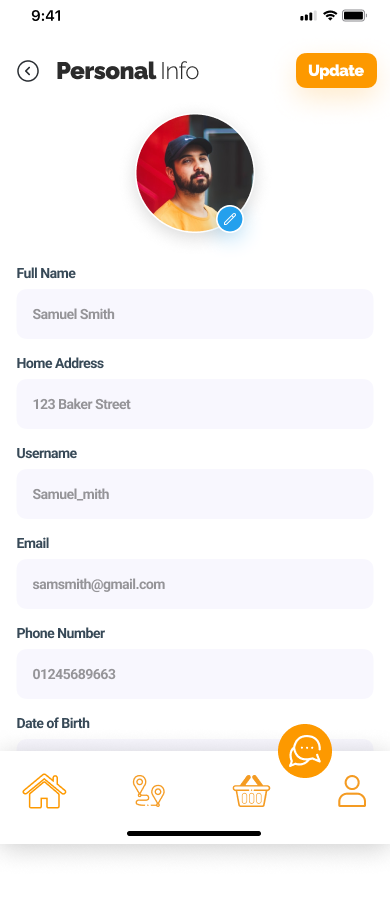 9:41
Personal Info
Update
Full Name
Samuel Smith
Home Address
123 Baker Street
Username
Samuel_mith
Email
samsmith@gmail.com
Phone Number
01245689663
Date of Birth